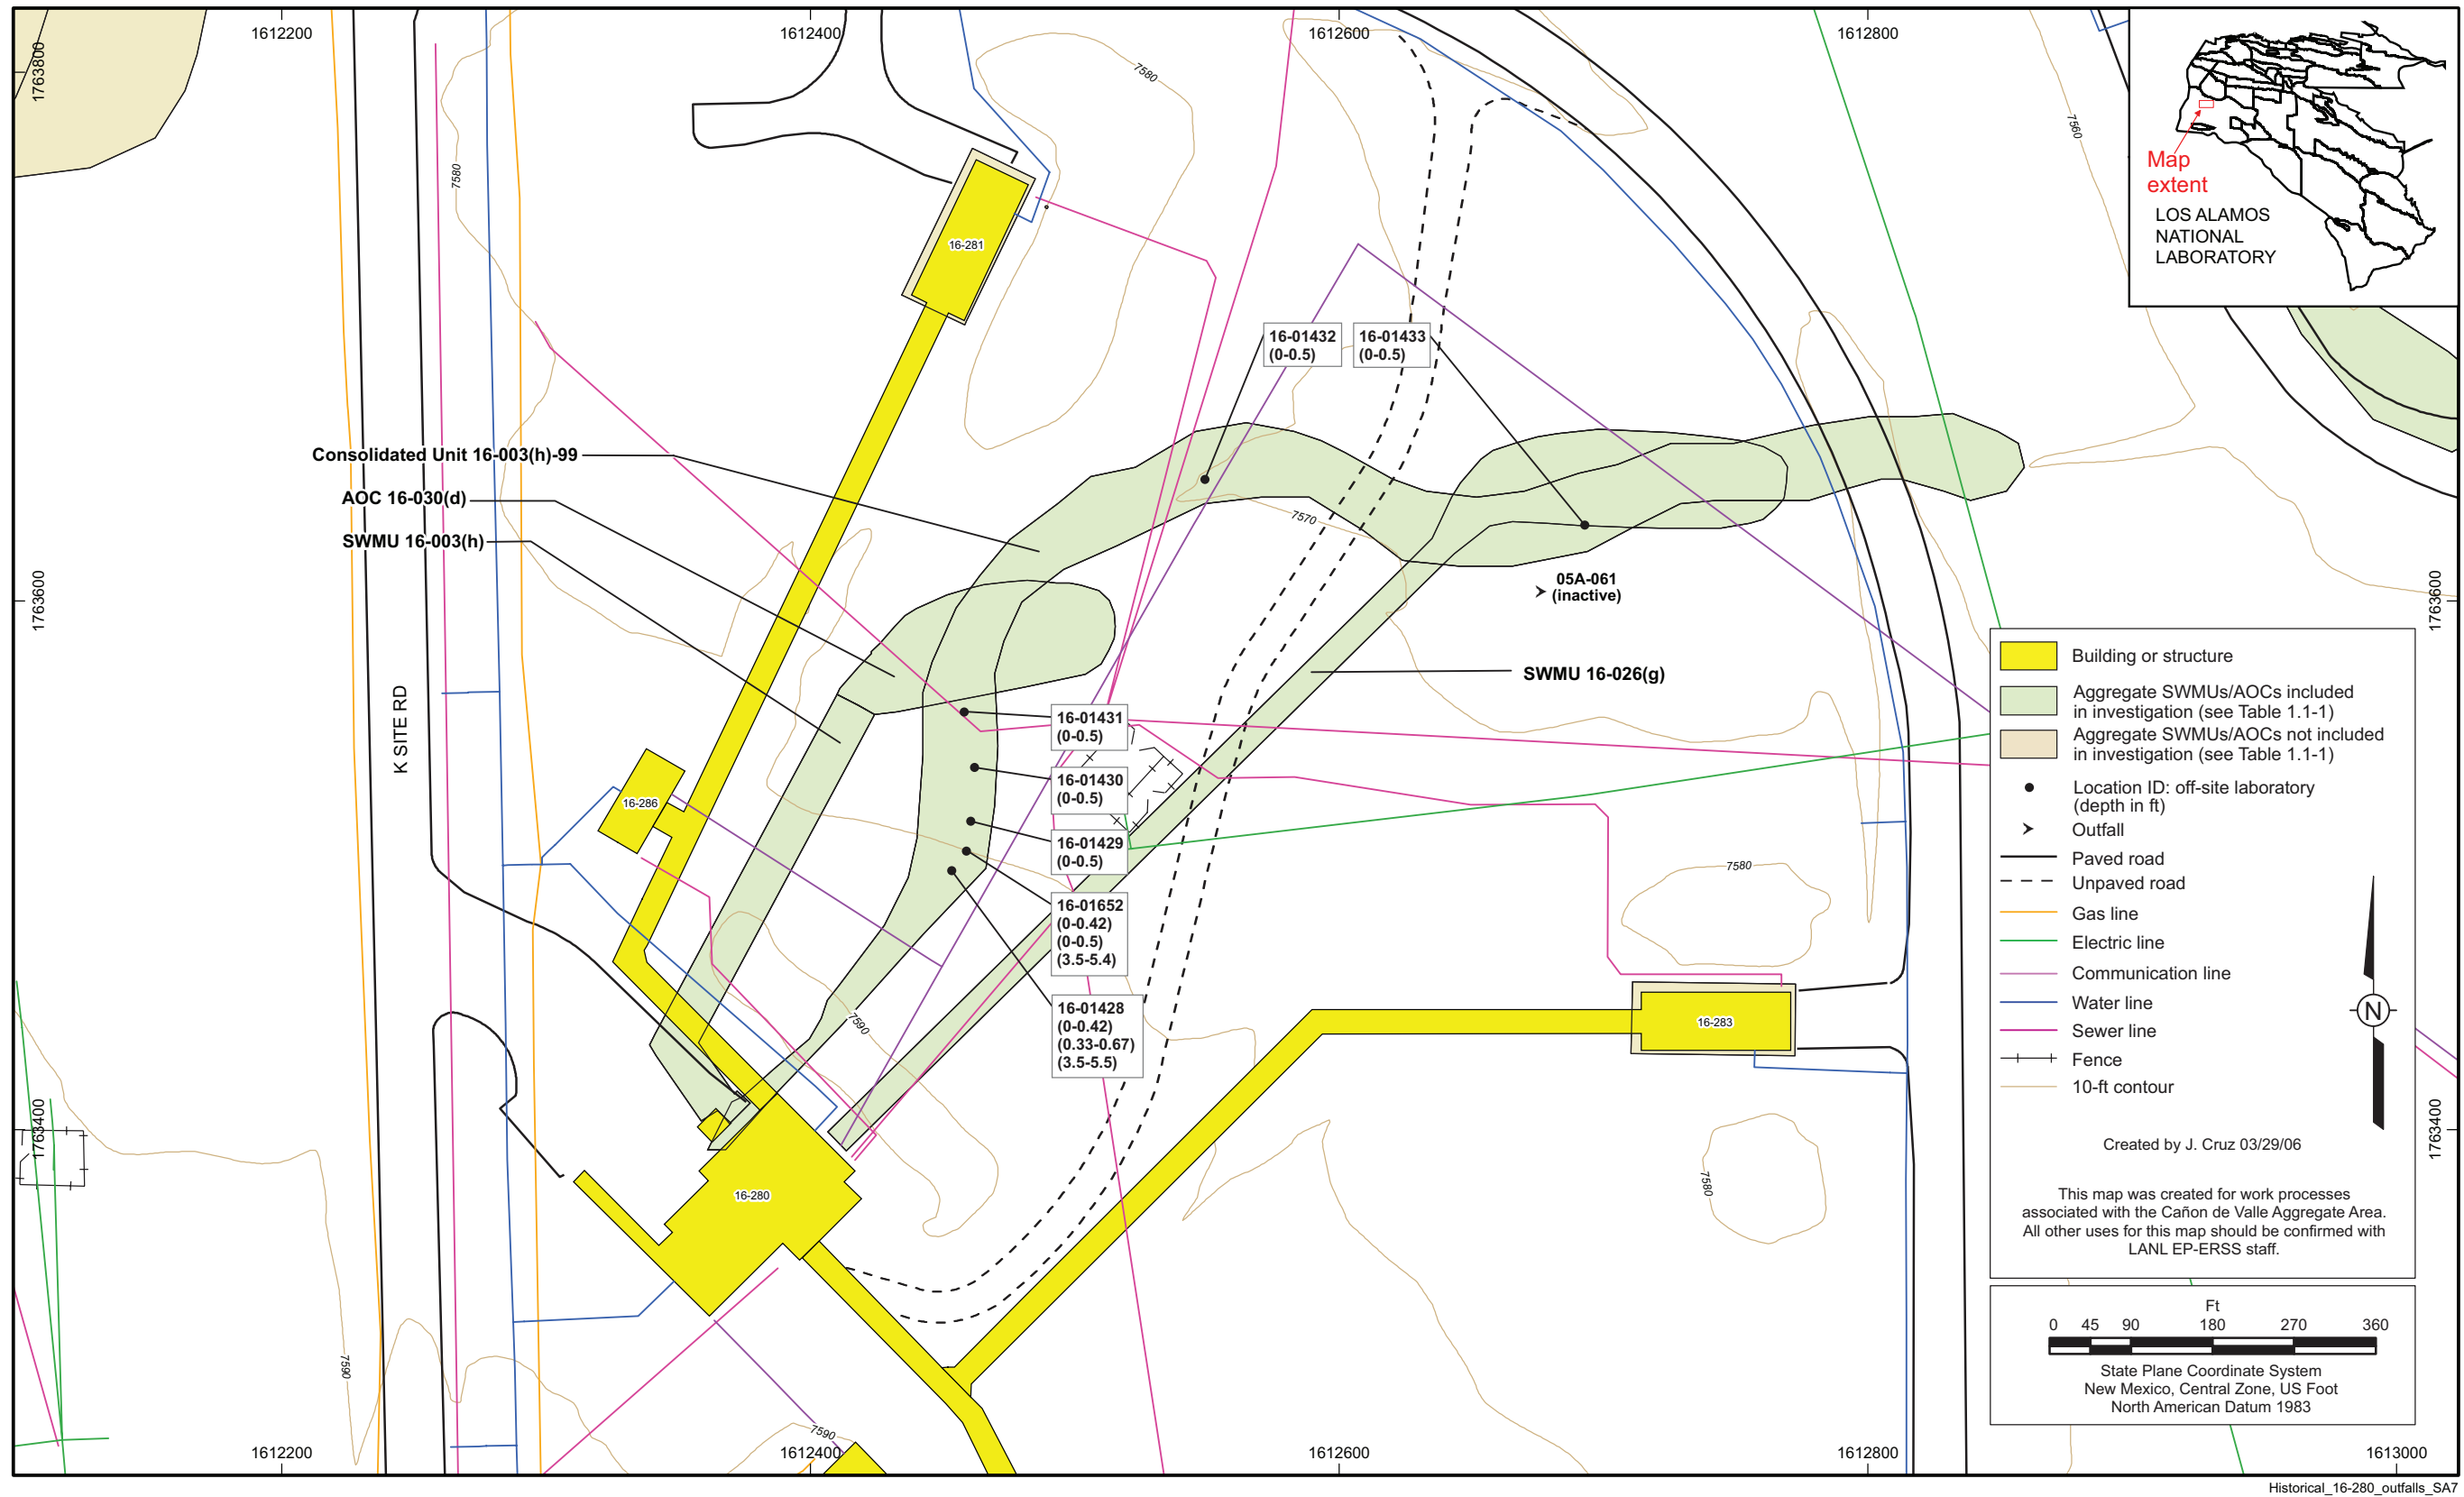 1612200
1612400
1612600
1612800
1763800
7580
7580
7560
Map
extent
LOS ALAMOS
NATIONAL
LABORATORY
16-281
16-01432
(0-0.5)
16-01433
(0-0.5)
Consolidated Unit 16-003(h)-99
AOC 16-030(d)
SWMU 16-003(h)
7570
05A-061
(inactive)
1763600
1763600
SWMU 16-026(g)
K SITE RD
16-01431
(0-0.5)
16-01430
(0-0.5)
16-286
16-01429
(0-0.5)
16-01652
(0-0.42)
(0-0.5)
(3.5-5.4)
16-01428
(0-0.42)
(0.33-0.67)
(3.5-5.5)
7580
7590
16-283
1763400
1763400
16-280
7580
7590
7590
Building or structure
Aggregate SWMUs/AOCs included
in investigation (see Table 1.1-1)
Aggregate SWMUs/AOCs not included
in investigation (see Table 1.1-1)
Location ID: off-site laboratory
(depth in ft)
Outfall
Paved road
Unpaved road
Gas line
Electric line
Communication line
Water line
Sewer line
Fence
10-ft contour
N
Created by J. Cruz 03/29/06
This map was created for work processes
associated with the Cañon de Valle Aggregate Area.
All other uses for this map should be confirmed with
LANL EP-ERSS staff.
Ft
0 45 90 180 270 360
State Plane Coordinate System
New Mexico, Central Zone, US Foot
North American Datum 1983
1612200
1612400
1612600
1612800
1613000
Historical_16-280_outfalls_SA7